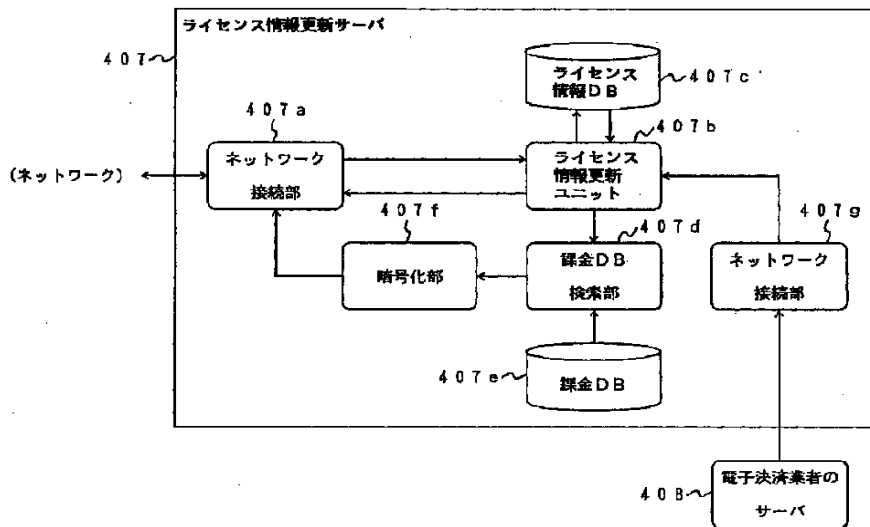 ライセンス情報更新サーバ
407
ライセンス
情報DB
407c
407a
407b
(ネットワーク)
ネットワーク
接続部
ライセンス
情報更新
ユニット
407f
407d
407g
暗号化部
課金DB
検索部
ネットワーク
接続部
407e
課金DB
408
電子決済業者の
サーバ